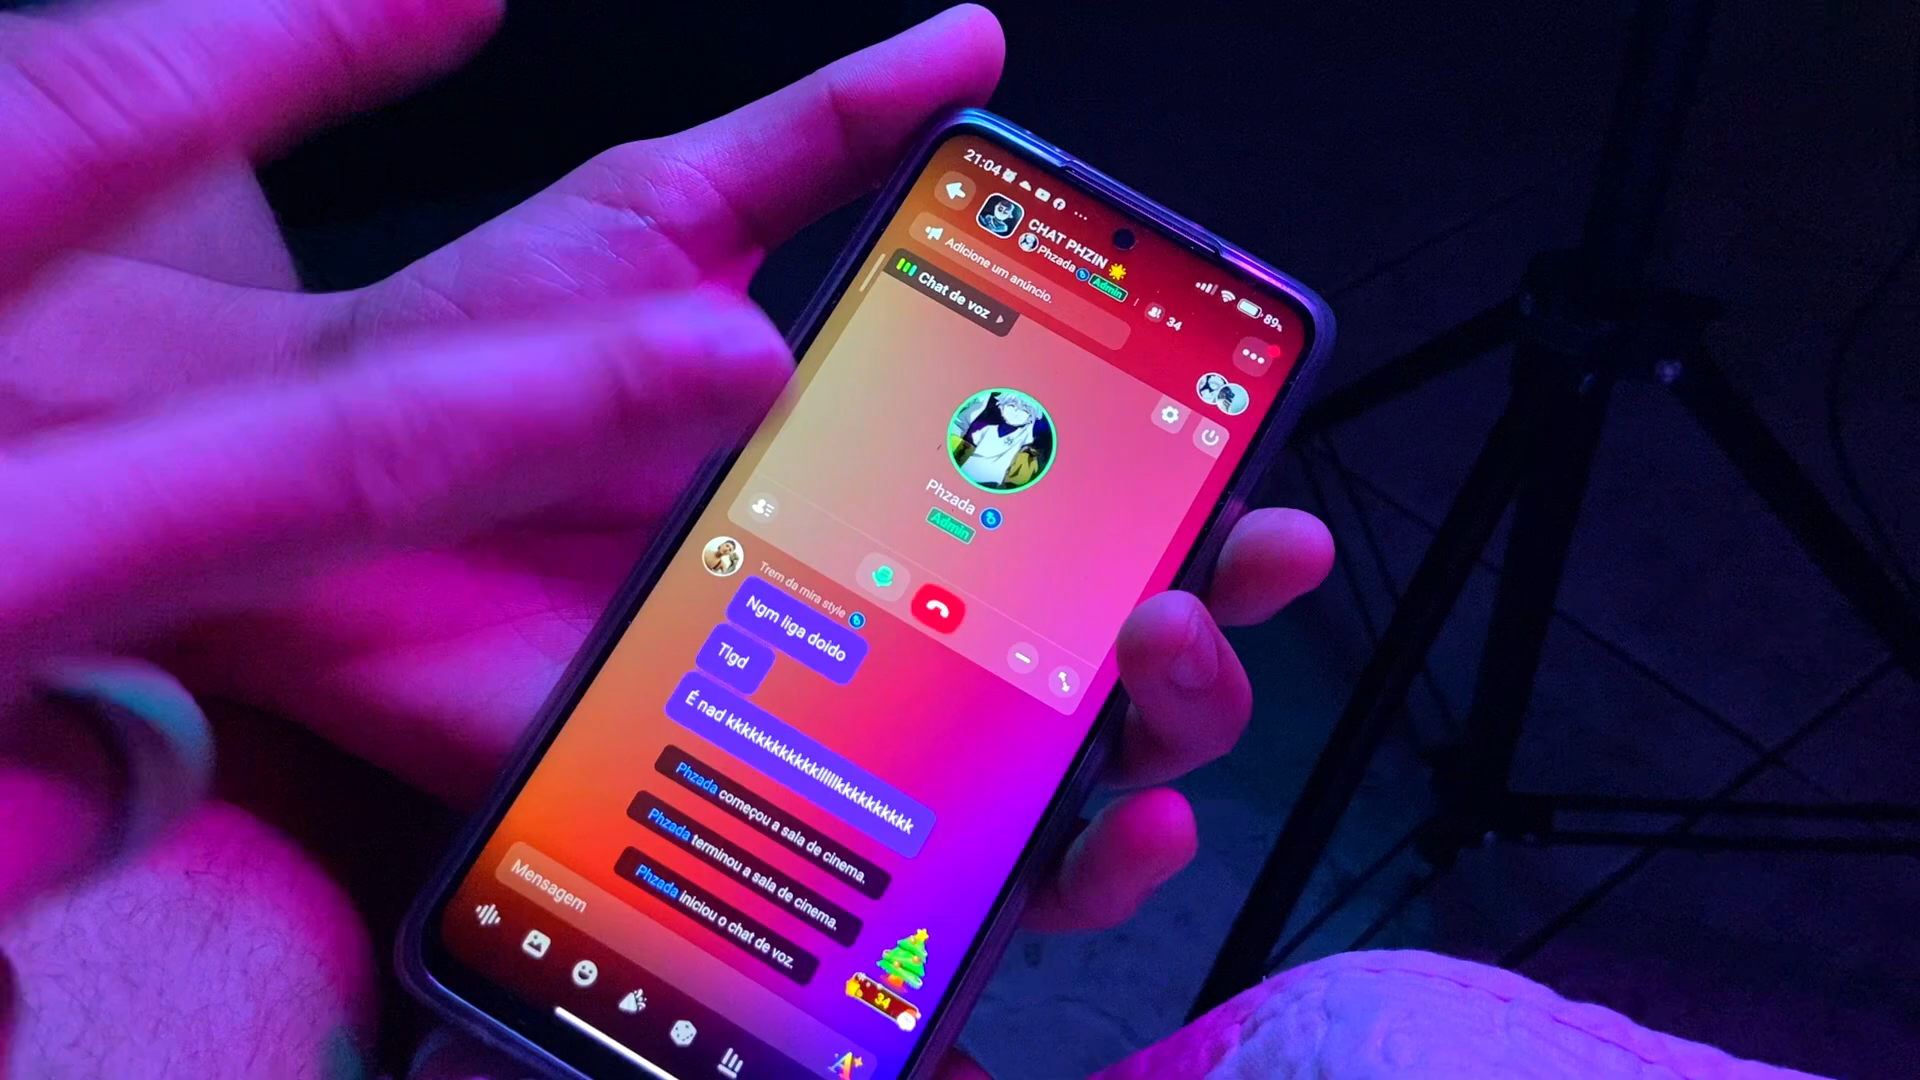 21:04
89%
CHAT PHZIN
Phzada Admin
34
Adicione um anúncio.
Chat de voz
Phzada
Admin
Trem da mira style
Ngm liga doido
Tlgd
É nad kkkkkkkkkkkkllllllkkkkkkkkkk
Phzada começou a sala de cinema.
Phzada terminou a sala de cinema.
Phzada iniciou o chat de voz.
Mensagem
34